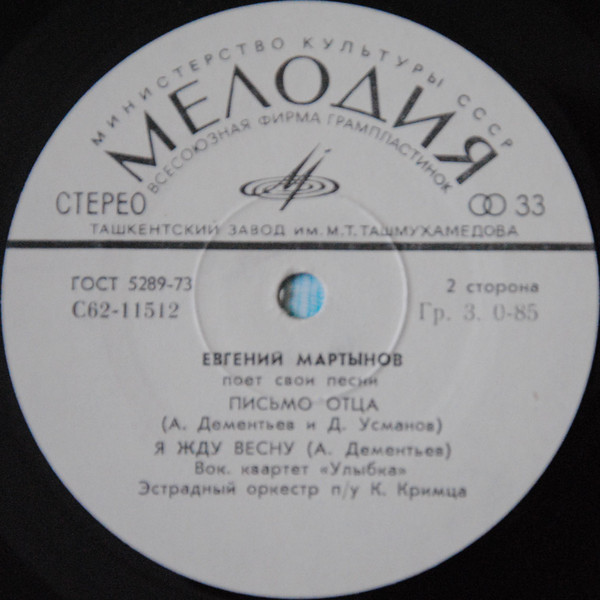 МИНИСТЕРСТВО КУЛЬТУРЫ СССР
МЕЛОДИЯ
ВСЕСОЮЗНАЯ ФИРМА ГРАМПЛАСТИНОК
СТЕРЕО
33
ТАШКЕНТСКИЙ ЗАВОД ИМ. М.Т. ТАШМУХАМЕДОВА
ГОСТ 5289-73
2 сторона
С62-11512
Гр. 3. 0-85
ЕВГЕНИЙ МАРТЫНОВ
поет свои песни
ПИСЬМО ОТЦА
(А. Дементьев и Д. Усманов)
Я ЖДУ ВЕСНУ (А. Дементьев)
Вок. квартет «Улыбка»
Эстрадный оркестр п/у К. Кримца